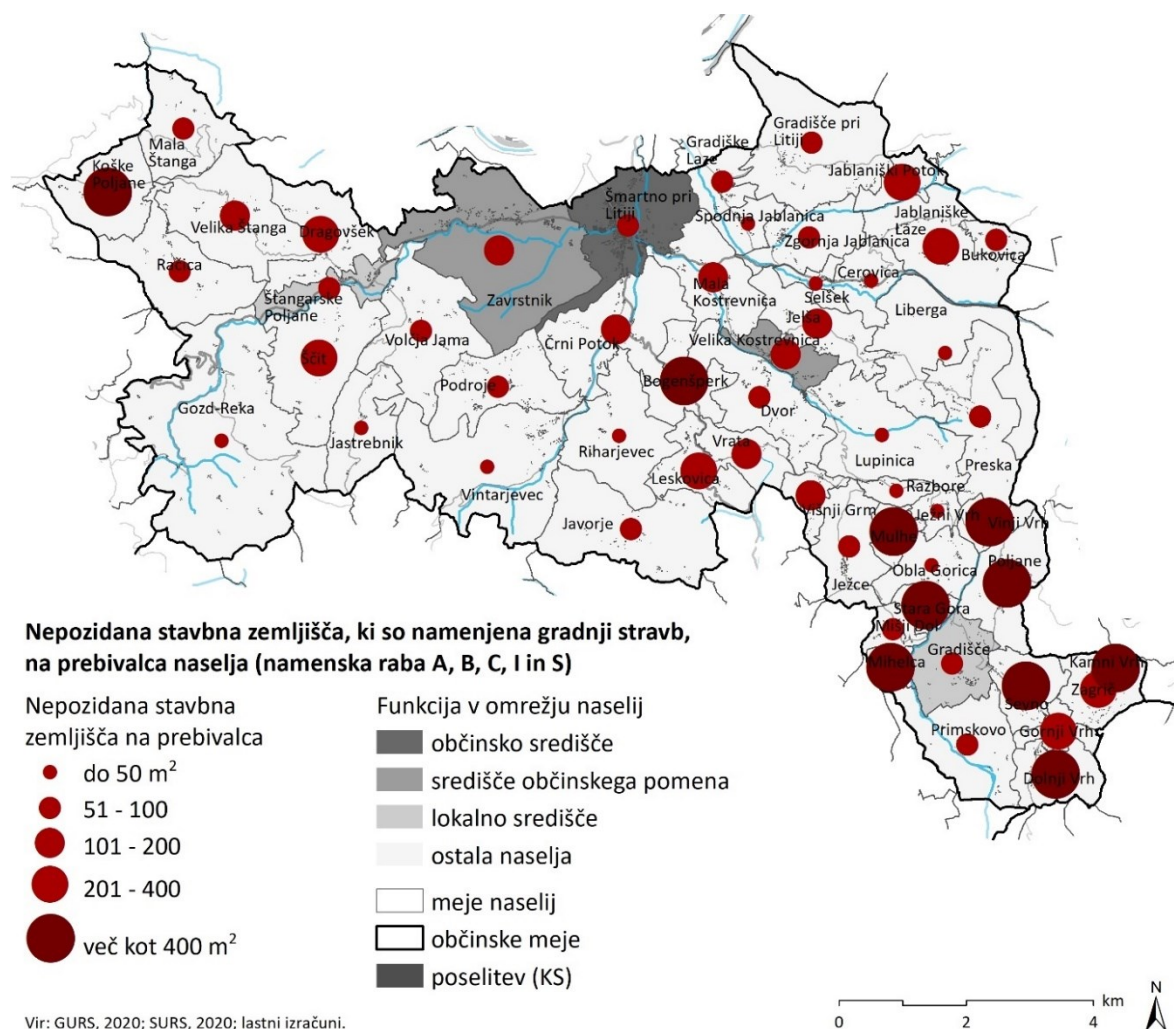 Gradišče pri
Litiji
Mala
Štanga
Gradiške
Laze
Koške
Poljane
Jablaniški Potok
Šmartno pri
Litiji
Spodnja Jablanica
Jablaniške
Laze
Velika Štanga
Dragovšek
Zgornja Jablanica
Bukovica
Račica
Cerovica
Mala
Kostrevnica
Selšek
Štangarske
Poljane
Zavrstnik
Liberga
Jelša
Volčja Jama
Črni Potok
Velika Kostrevnica
Ščit
Podroje
Bogenšperk
Gozd-Reka
Dvor
Jastrebnik
Vrata
Riharjevec
Lupinica
Preska
Vintarjevec
Leskovica
Razbore
Višnji Grm
Ježni Vrh
Vinji Vrh
Javorje
Mulhe
Poljane
Obla Gorica
Ježce
Stara Gora
Mišji Dol
Gradišče
Mihelca
Kamni Vrh
Zagrič
Sevno
Primskovo
Gornji Vrh
Dolnji Vrh
Nepozidana stavbna zemljišča, ki so namenjena gradnji stravb,
na prebivalca naselja (namenska raba A, B, C, I in S)
Nepozidana stavbna
zemljišča na prebivalca
do 50 m²
51 - 100
101 - 200
201 - 400
več kot 400 m²
Funkcija v omrežju naselij
občinsko središče
središče občinskega pomena
lokalno središče
ostala naselja
meje naselij
občinske meje
poselitev (KS)
Vir: GURS, 2020; SURS, 2020; lastni izračuni.
km
0 2 4
N